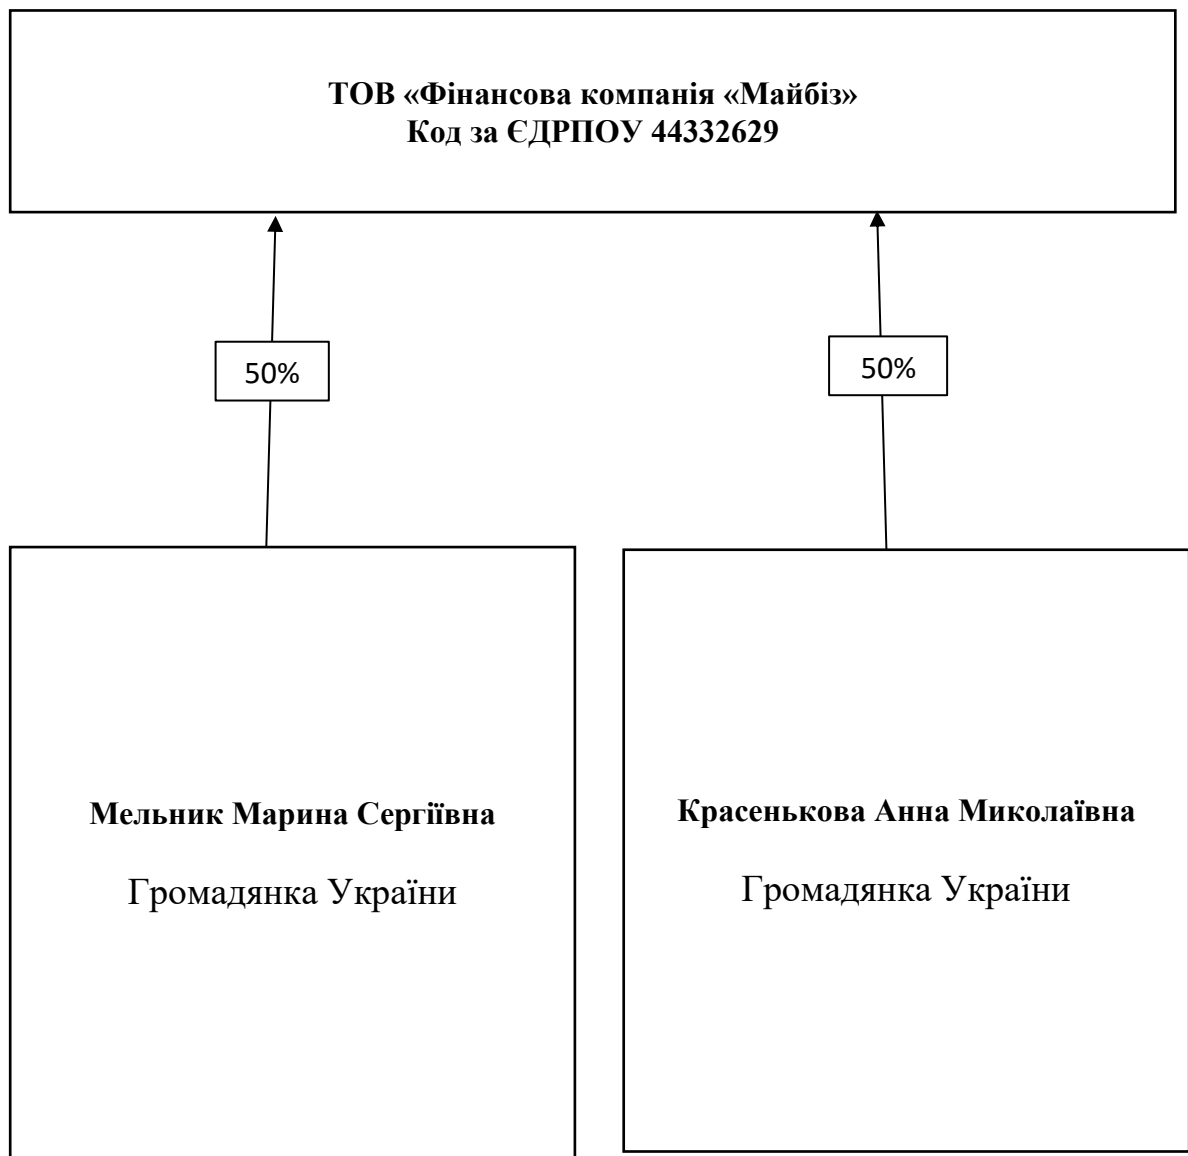 ТОВ «Фінансова компанія «Майбіз»
Код за ЄДРПОУ 44332629
50%
50%
Мельник Марина Сергіївна
Громадянка України
Красенькова Анна Миколаївна
Громадянка України